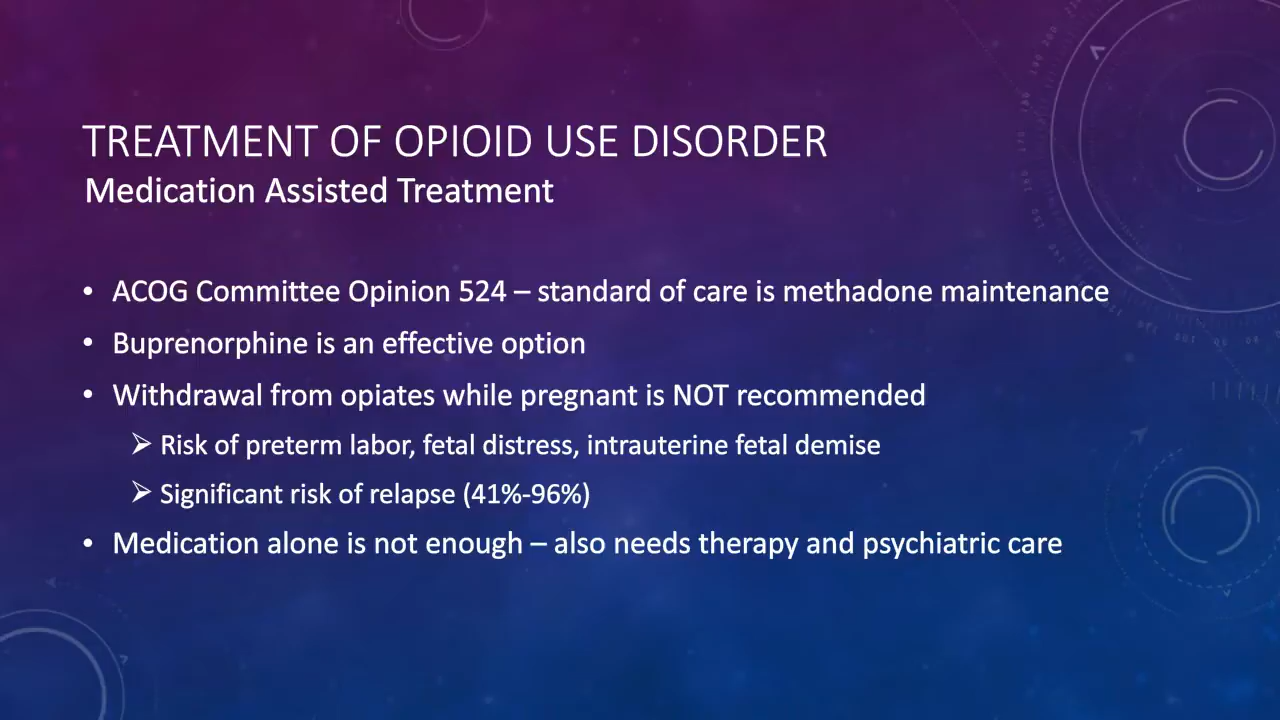 TREATMENT OF OPIOID USE DISORDER
Medication Assisted Treatment
• ACOG Committee Opinion 524 – standard of care is methadone maintenance
• Buprenorphine is an effective option
• Withdrawal from opiates while pregnant is NOT recommended
➢ Risk of preterm labor, fetal distress, intrauterine fetal demise
➢ Significant risk of relapse (41%-96%)
• Medication alone is not enough – also needs therapy and psychiatric care